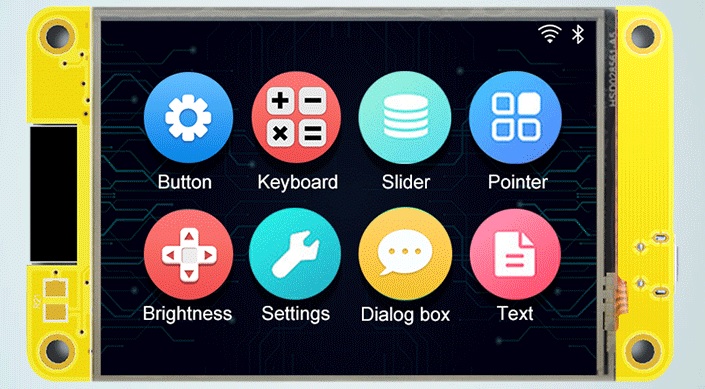 Button
Keyboard
Slider
Pointer
Brightness
Settings
Dialog box
Text